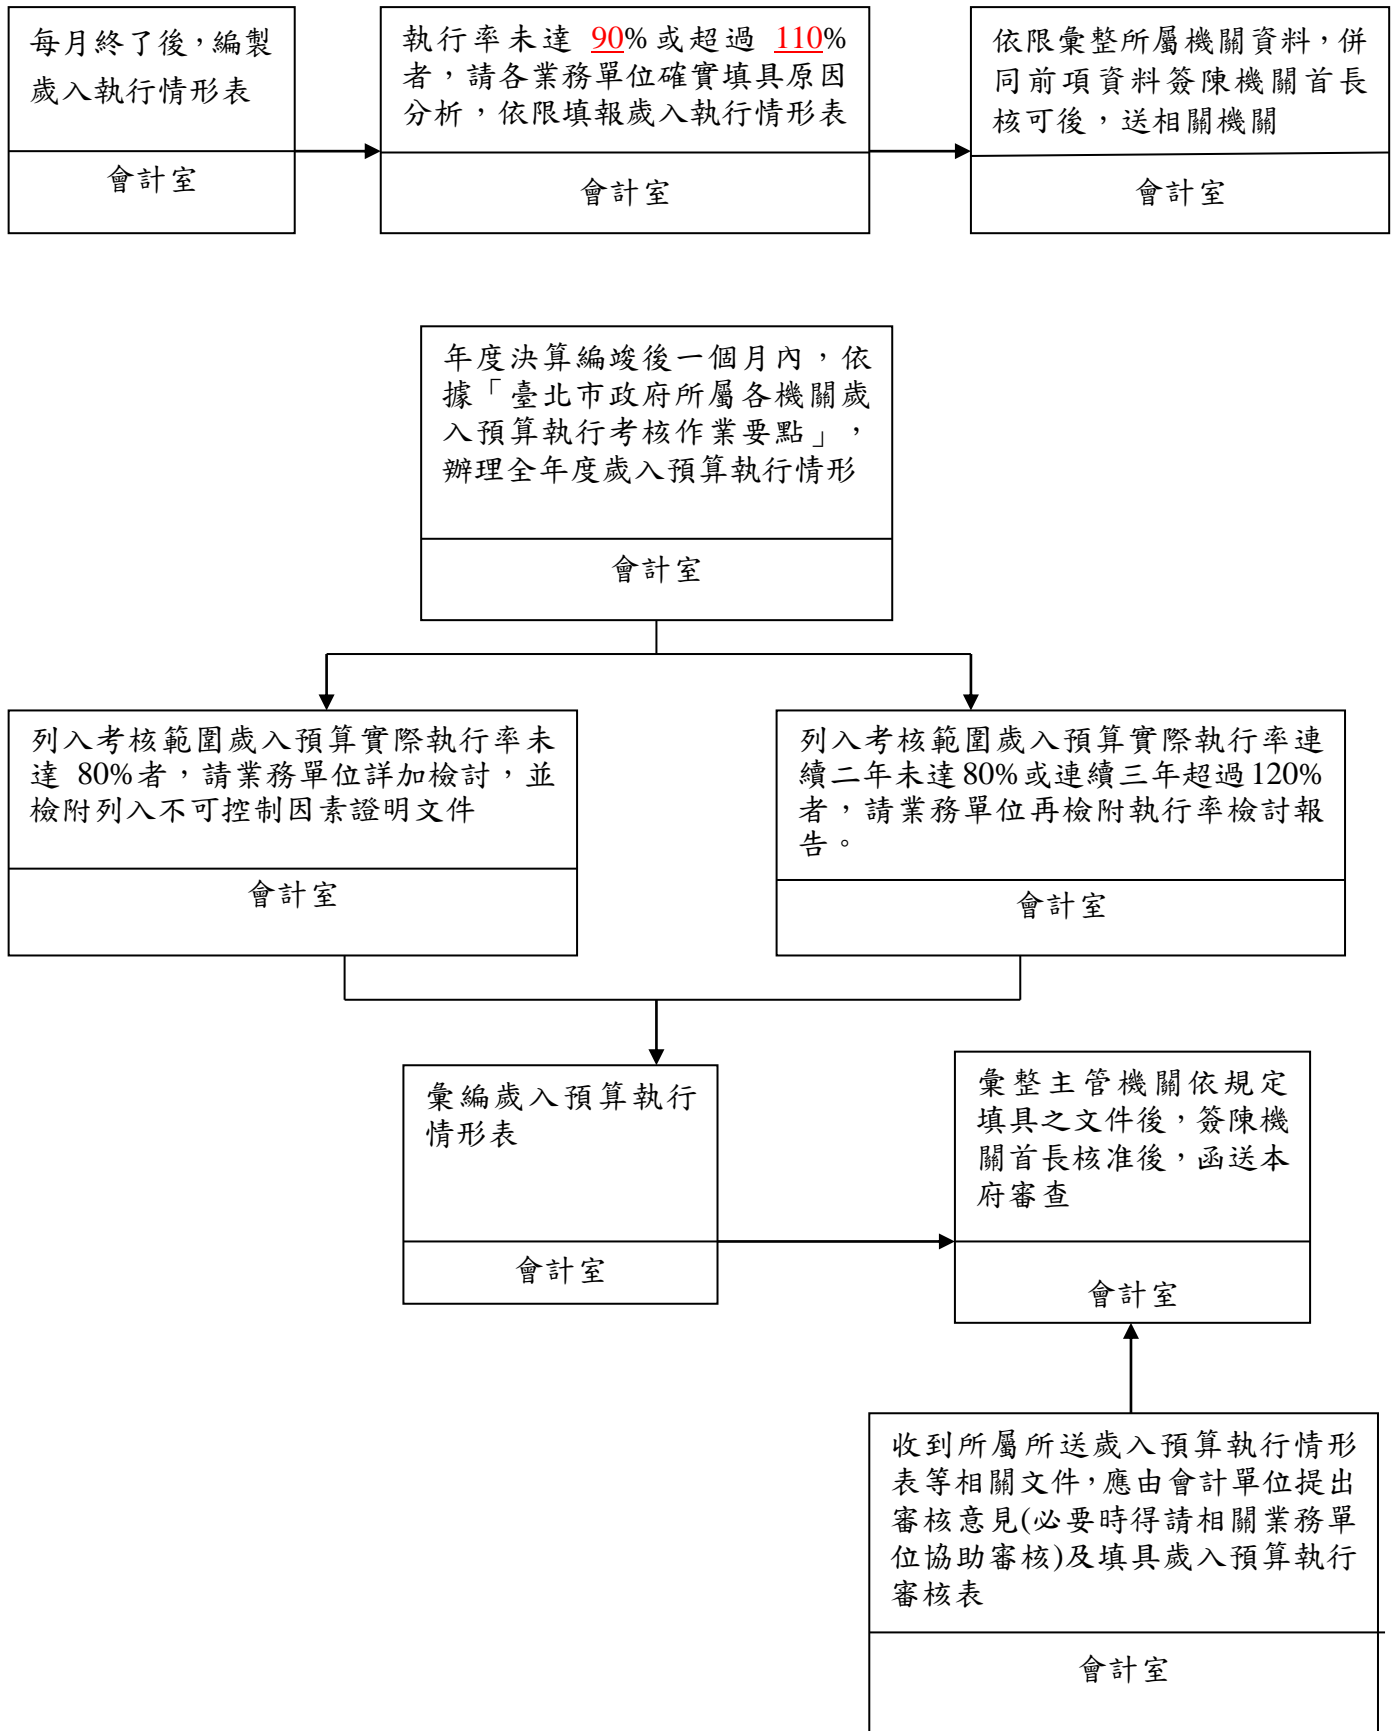 每月終了後，編製
歲入執行情形表
會計室
執行率未達 90%或超過 110%
者，請各業務單位確實填具原因
分析，依限填報歲入執行情形表
會計室
依限彙整所屬機關資料，併
同前項資料簽陳機關首長
核可後，送相關機關
會計室
年度決算編竣後一個月內，依
據「臺北市政府所屬各機關歲
入預算執行考核作業要點」，
辦理全年度歲入預算執行情形
會計室
列入考核範圍歲入預算實際執行率未
達 80%者，請業務單位詳加檢討，並
檢附列入不可控制因素證明文件
會計室
列入考核範圍歲入預算實際執行率連
續二年未達 80%或連續三年超過 120%
者，請業務單位再檢附執行率檢討報
告。
會計室
彙編歲入預算執行
情形表
會計室
彙整主管機關依規定
填具之文件後，簽陳機
關首長核准後，函送本
府審查
會計室
收到所屬所送歲入預算執行情形
表等相關文件，應由會計單位提出
審核意見(必要時得請相關業務單
位協助審核)及填具歲入預算執行
審核表
會計室